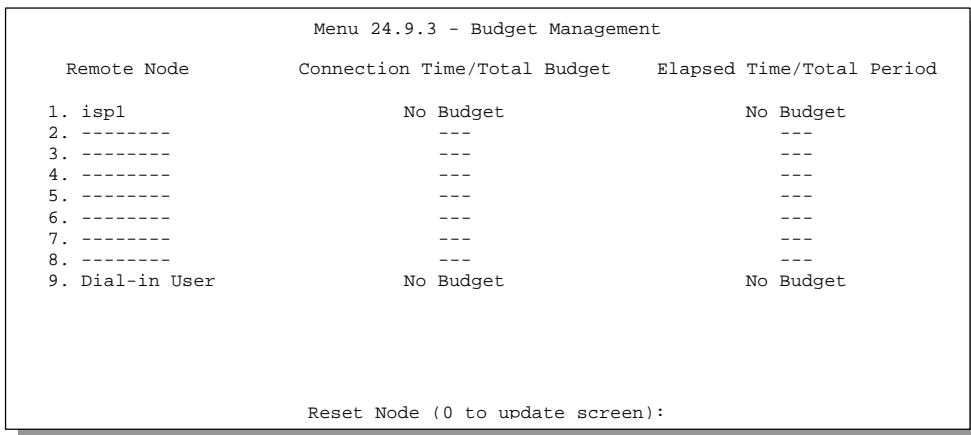 Menu 24.9.3 - Budget Management
Remote Node Connection Time/Total Budget Elapsed Time/Total Period
1. isp1 No Budget No Budget
2. -------- --- ---
3. -------- --- ---
4. -------- --- ---
5. -------- --- ---
6. -------- --- ---
7. -------- --- ---
8. -------- --- ---
9. Dial-in User No Budget No Budget
Reset Node (0 to update screen):